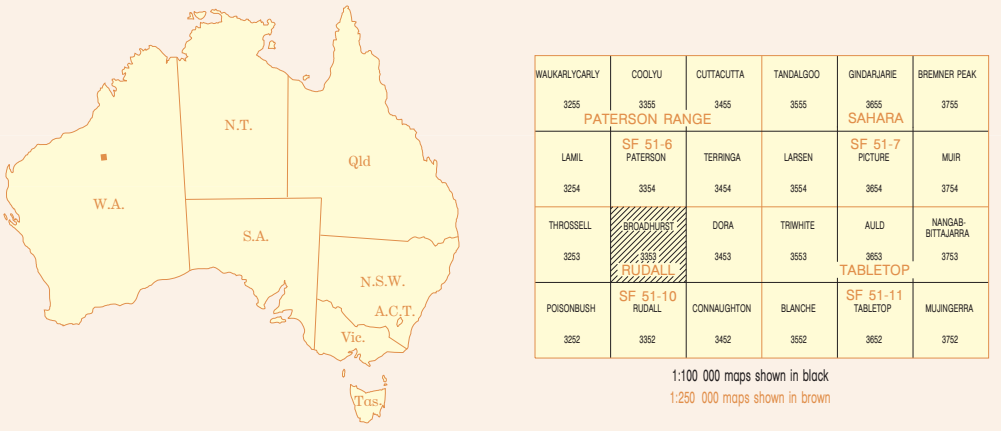 N.T.
Qld
W.A.
S.A.
N.S.W.
A.C.T.
Vic.
Tas.
WAUKARLYCARLY COOLYU CUTTACUTTA TANDALGOO GINDARJARIE BREMNER PEAK
3255 3355 3455 3555 3655 3755
PATERSON RANGE SAHARA
SF 51-6 SF 51-7
LAMIL PATERSON TERRINGA LARSEN PICTURE MUIR
3254 3354 3454 3554 3654 3754
THROSSELL BROADHURST DORA TRIWHITE AULD NANGAB-
BITTAJARRA
3253 3353 3453 3553 3653 3753
RUDALL TABLETOP
SF 51-10 SF 51-11
POISONBUSH RUDALL CONNAUGHTON BLANCHE TABLETOP MUJINGERRA
3252 3352 3452 3552 3652 3752
1:100 000 maps shown in black
1:250 000 maps shown in brown